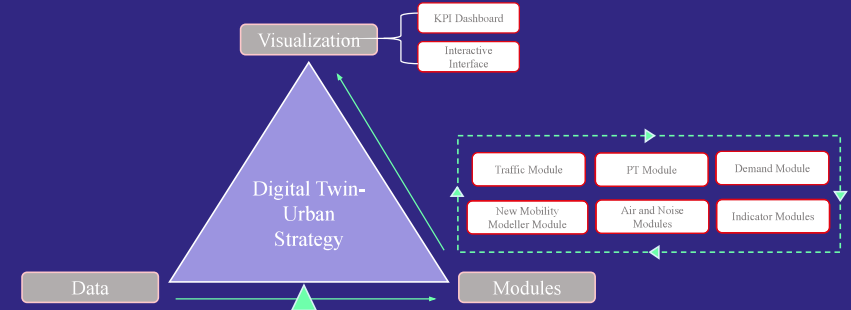 Visualization
KPI Dashboard
Interactive
Interface
Digital Twin-
Urban
Strategy
Traffic Module
PT Module
Demand Module
New Mobility
Modeller Module
Air and Noise
Modules
Indicator Modules
Data
Modules